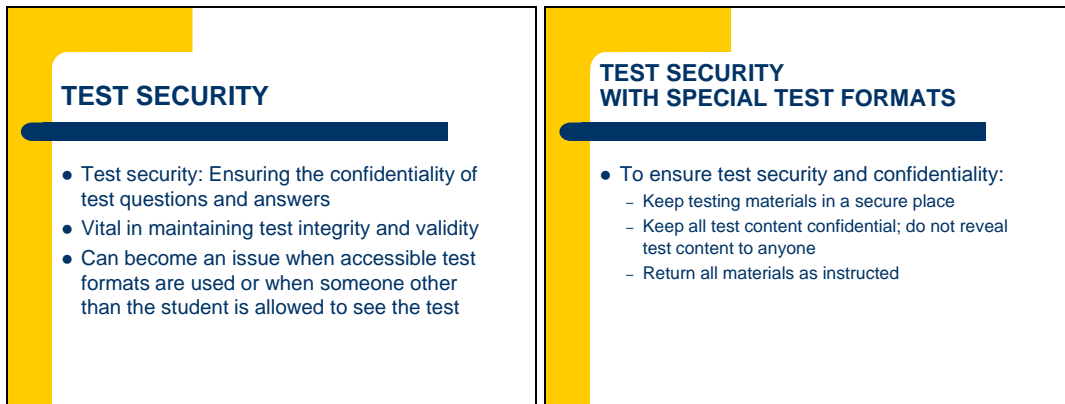 TEST SECURITY
● Test security: Ensuring the confidentiality of
test questions and answers
● Vital in maintaining test integrity and validity
● Can become an issue when accessible test
formats are used or when someone other
than the student is allowed to see the test
TEST SECURITY
WITH SPECIAL TEST FORMATS
● To ensure test security and confidentiality:
– Keep testing materials in a secure place
– Keep all test content confidential; do not reveal
test content to anyone
– Return all materials as instructed